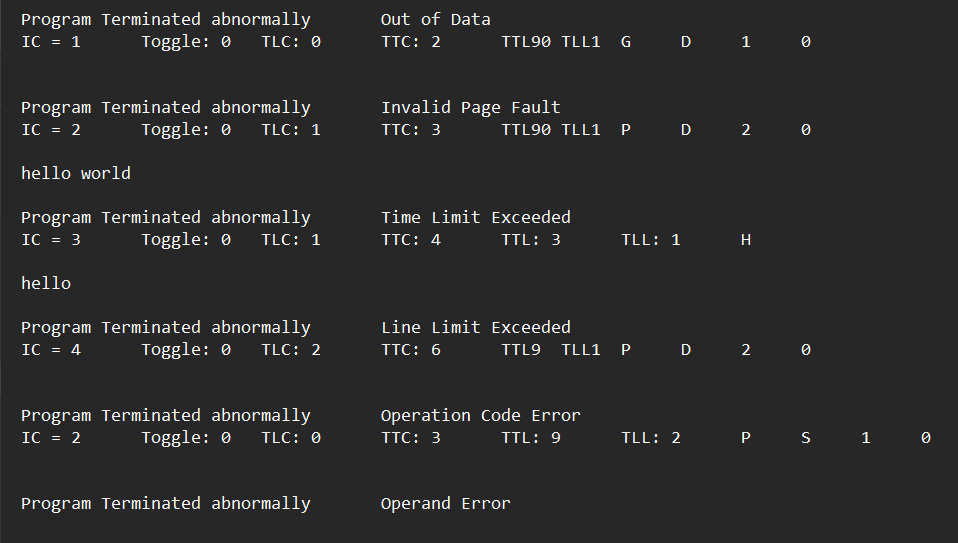 Program Terminated abnormally Out of Data
IC = 1 Toggle: 0 TLC: 0 TTC: 2 TTL90 TLL1 G D 1 0
Program Terminated abnormally Invalid Page Fault
IC = 2 Toggle: 0 TLC: 1 TTC: 3 TTL90 TLL1 P D 2 0
hello world
Program Terminated abnormally Time Limit Exceeded
IC = 3 Toggle: 0 TLC: 1 TTC: 4 TTL: 3 TLL: 1 H
hello
Program Terminated abnormally Line Limit Exceeded
IC = 4 Toggle: 0 TLC: 2 TTC: 6 TTL9 TLL1 P D 2 0
Program Terminated abnormally Operation Code Error
IC = 2 Toggle: 0 TLC: 0 TTC: 3 TTL: 9 TLL: 2 P S 1 0
Program Terminated abnormally Operand Error